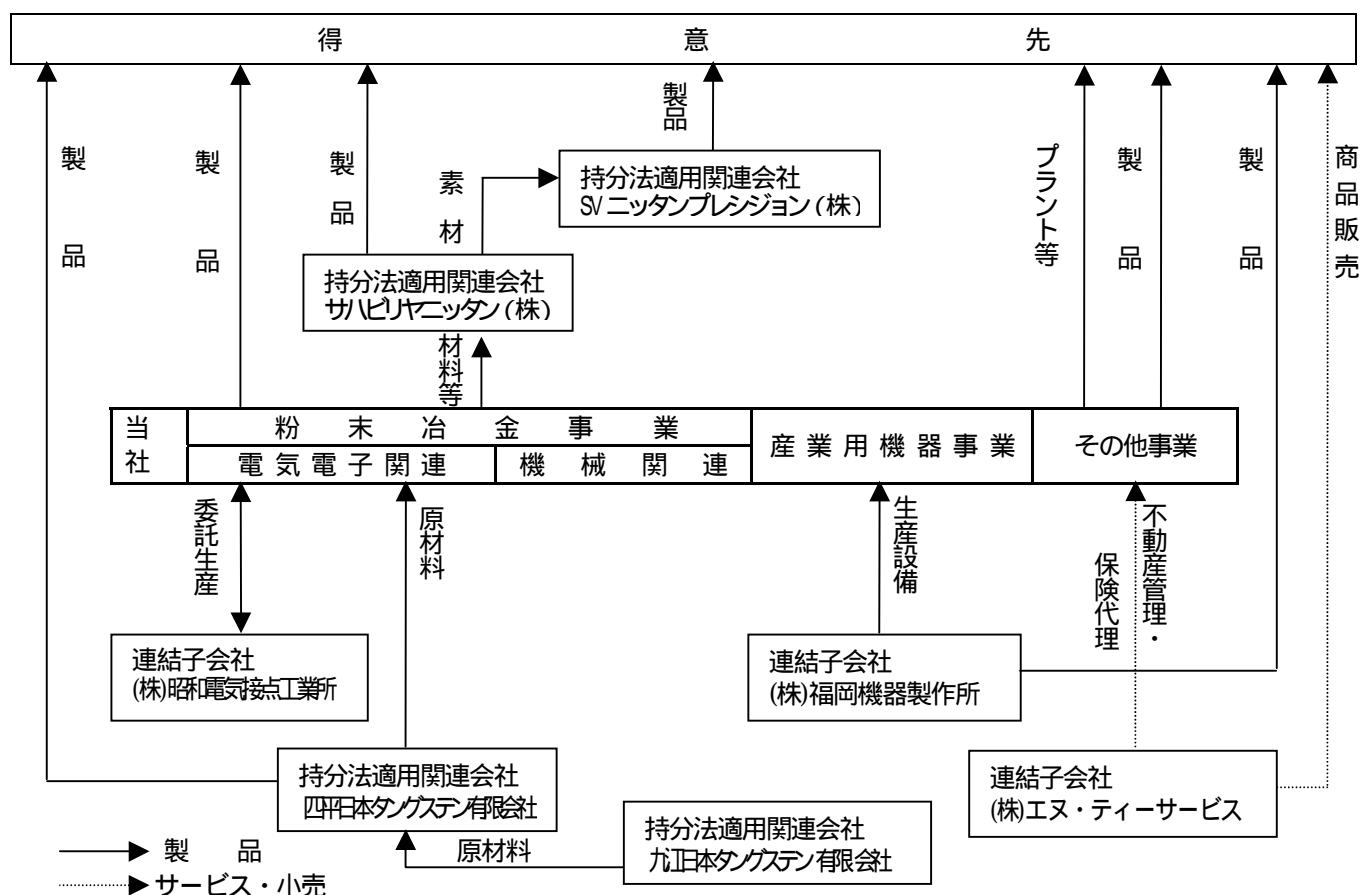 得意先
製品
製品
製品
製品
素材
プラント等
製品
製品
商品販売
持分法適用関連会社
SVニッタンプレシジョン(株)
持分法適用関連会社
サハビリヤニッタン(株)
材料等
当社
粉末冶金事業
電気電子関連
機械関連
産業用機器事業
その他事業
委託生産
原材料
生産設備
不動産管理・
保険代理
連結子会社
(株)昭和電気接点工業所
連結子会社
(株)福岡機器製作所
持分法適用関連会社
四平日本タングステン有限会社
連結子会社
(株)エヌ・ティーサービス
持分法適用関連会社
九江日本タングステン有限会社
原材料
製品
サービス・小売